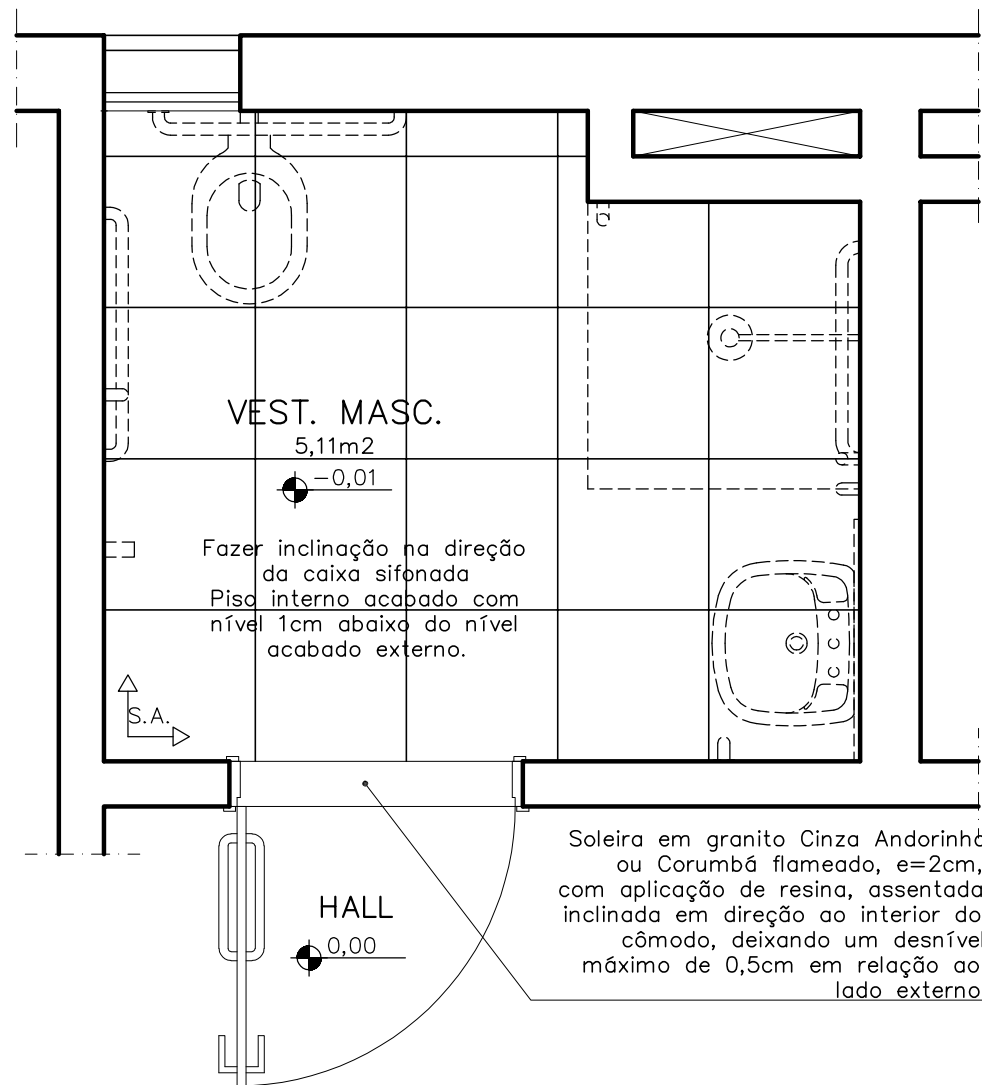 VEST. MASC.
5,11m2
-0,01
Fazer inclinação na direção
da caixa sifonada
Piso interno acabado com
nível 1cm abaixo do nível
acabado externo.
S.A.
Soleira em granito Cinza Andorinha
ou Corumbá flameado, e=2cm,
com aplicação de resina, assentada
inclinada em direção ao interior do
cômodo, deixando um desnível
máximo de 0,5cm em relação ao
lado externo
HALL
0,00